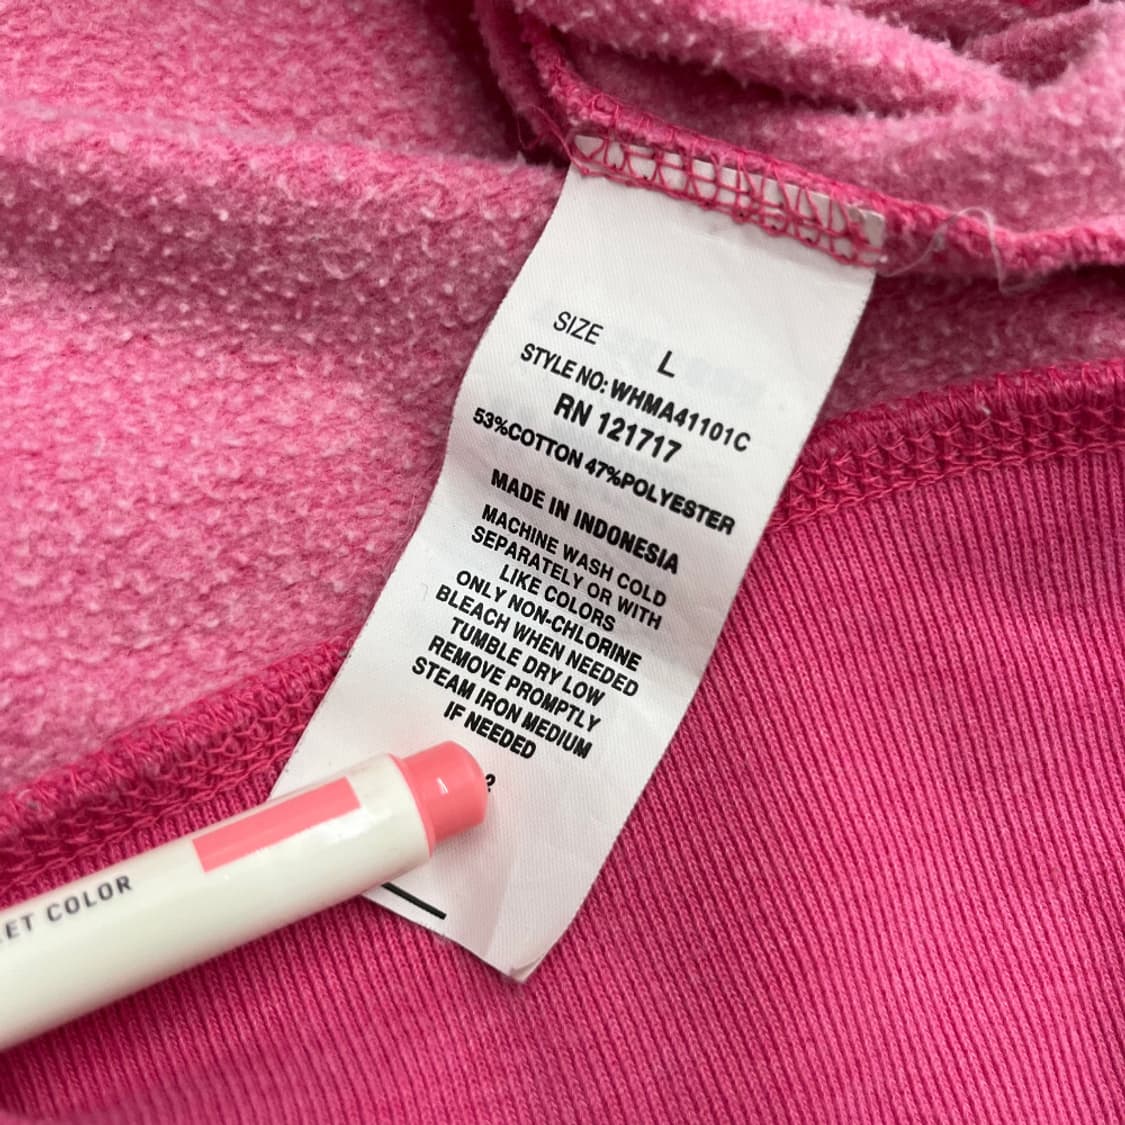 SIZE L
STYLE NO: WHMA41101C
RN 121717
53%COTTON 47%POLYESTER
MADE IN INDONESIA
MACHINE WASH COLD
SEPARATELY OR WITH
LIKE COLORS
ONLY NON-CHLORINE
BLEACH WHEN NEEDED
TUMBLE DRY LOW
REMOVE PROMPTLY
STEAM IRON MEDIUM
IF NEEDED
COLOR